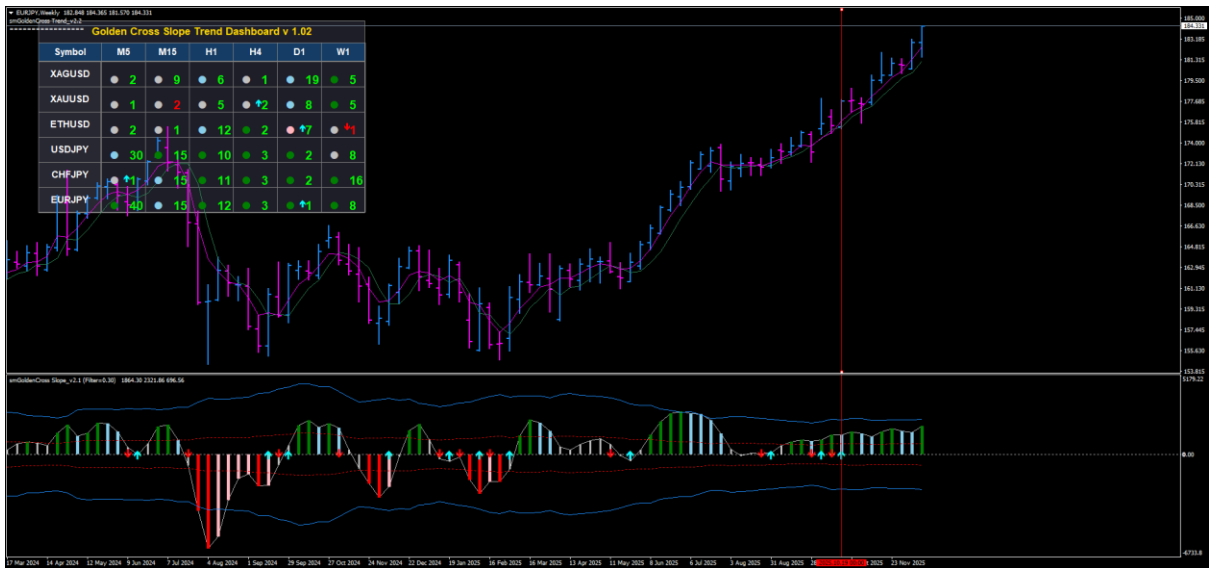 EURJPY,Weekly 182.848 184.365 181.570 184.331
smGoldenCross Trend_v2.2
Golden Cross Slope Trend Dashboard v 1.02
Symbol M5 M15 H1 H4 D1 W1
XAGUSD 2 9 6 1 19 5
XAUUSD 1 2 5 2 8 5
ETHUSD 2 1 12 2 7 1
USDJPY 30 15 10 3 2 8
CHFJPY 1 15 11 3 2 16
EURJPY 40 15 12 3 1 8
185.000
184.331
183.185
181.315
179.500
177.685
175.815
174.000
172.130
170.315
168.500
166.630
164.815
162.945
161.130
159.315
157.445
155.630
153.815
smGoldenCross Slope_v2.1 (Filter=0.30) 1864.30 2321.86 696.56
5179.22
0.00
-6733.8
17 Mar 2024 14 Apr 2024 12 May 2024 9 Jun 2024 7 Jul 2024 4 Aug 2024 1 Sep 2024 29 Sep 2024 27 Oct 2024 24 Nov 2024 22 Dec 2024 19 Jan 2025 16 Feb 2025 16 Mar 2025 13 Apr 2025 11 May 2025 8 Jun 2025 6 Jul 2025 3 Aug 2025 31 Aug 2025 2025 23 Nov 2025